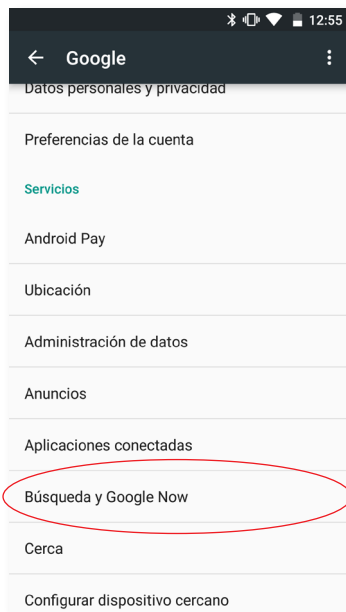 12:55
Google
Datos personales y privacidad
Preferencias de la cuenta
Servicios
Android Pay
Ubicación
Administración de datos
Anuncios
Aplicaciones conectadas
Búsqueda y Google Now
Cerca
Configurar dispositivo cercano